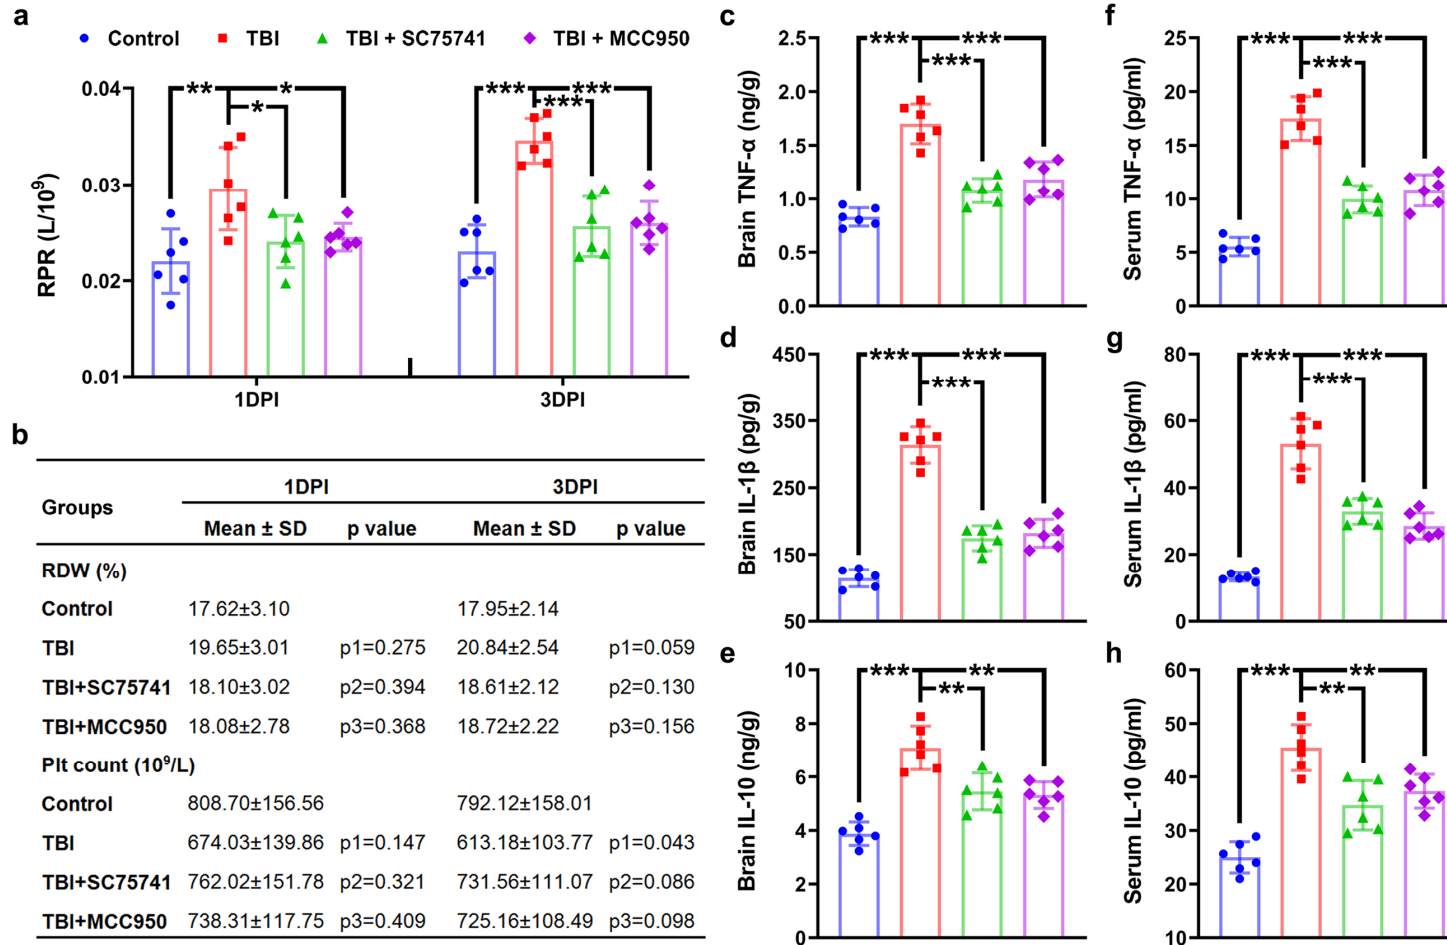 a
Control TBI TBI + SC75741 TBI + MCC950
RPR (L/10⁹)
0.04
0.03
0.02
0.01
** * *
*** *** ***
1DPI 3DPI
b
Groups 1DPI 3DPI
Mean ± SD p value Mean ± SD p value
RDW (%)
Control 17.62±3.10 17.95±2.14
TBI 19.65±3.01 p1=0.275 20.84±2.54 p1=0.059
TBI+SC75741 18.10±3.02 p2=0.394 18.61±2.12 p2=0.130
TBI+MCC950 18.08±2.78 p3=0.368 18.72±2.22 p3=0.156
Plt count (10⁹/L)
Control 808.70±156.56 792.12±158.01
TBI 674.03±139.86 p1=0.147 613.18±103.77 p1=0.043
TBI+SC75741 762.02±151.78 p2=0.321 731.56±111.07 p2=0.086
TBI+MCC950 738.31±117.75 p3=0.409 725.16±108.49 p3=0.098
c
Brain TNF-α (ng/g)
2.5
2.0
1.5
1.0
0.5
0.0
*** ***
***
d
Brain IL-1β (pg/g)
450
350
250
150
50
*** ***
***
e
Brain IL-10 (ng/g)
10
8
6
4
2
0
*** **
**
f
Serum TNF-α (pg/ml)
25
20
15
10
5
0
*** ***
***
g
Serum IL-1β (pg/ml)
80
60
40
20
0
*** ***
***
h
Serum IL-10 (pg/ml)
60
50
40
30
20
10
*** **
**